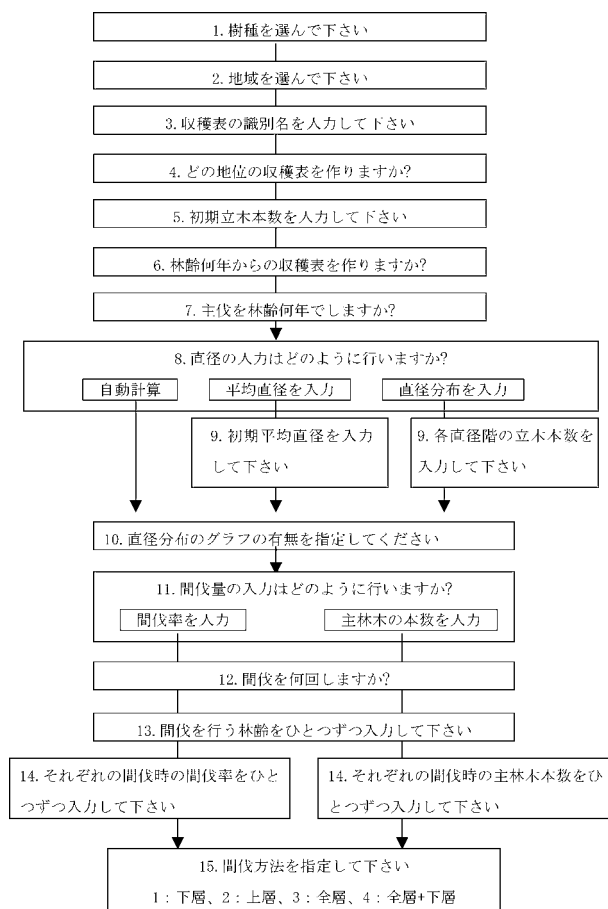 1. 樹種を選んで下さい
2. 地域を選んで下さい
3. 収穫表の識別名を入力して下さい
4. どの地位の収穫表を作りますか?
5. 初期立木本数を入力して下さい
6. 林齢何年からの収穫表を作りますか?
7. 主伐を林齢何年でしますか?
8. 直径の入力はどのように行いますか?
自動計算 平均直径を入力 直径分布を入力
9. 初期平均直径を入力
して下さい
9. 各直径階の立木本数を
入力して下さい
10. 直径分布のグラフの有無を指定してください
11. 間伐量の入力はどのように行いますか?
間伐率を入力 主林木の本数を入力
12. 間伐を何回しますか?
13. 間伐を行う林齢をひとつずつ入力して下さい
14. それぞれの間伐時の間伐率をひと
つずつ入力して下さい
14. それぞれの間伐時の主林木本数をひ
とつずつ入力して下さい
15. 間伐方法を指定して下さい
1:下層、2:上層、3:全層、4:全層+下層